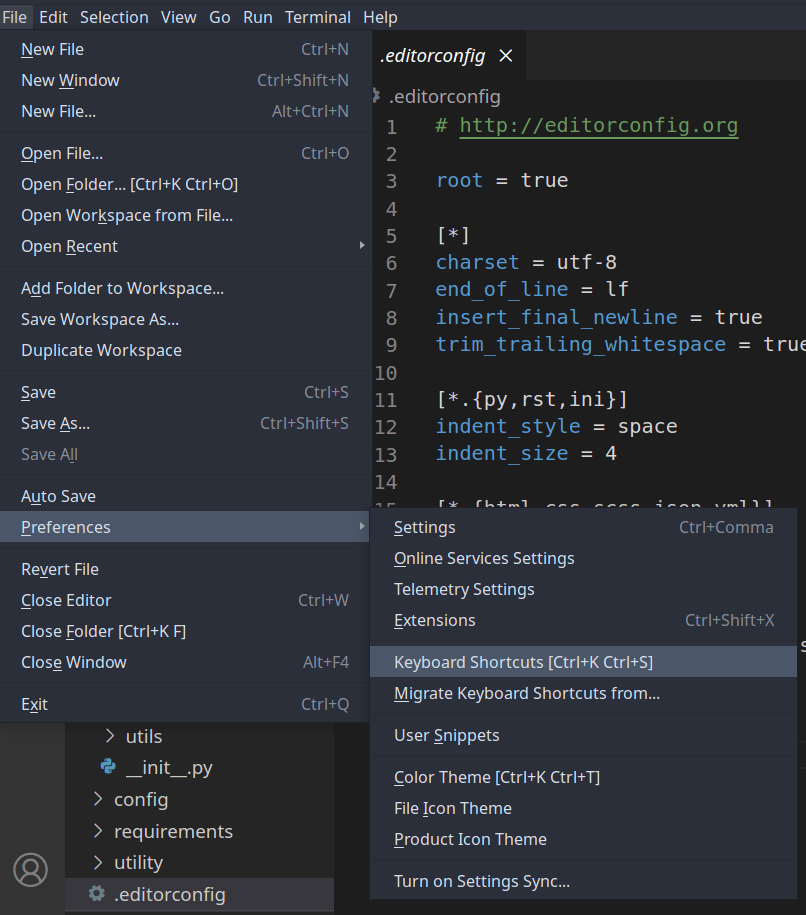 File Edit Selection View Go Run Terminal Help
New File Ctrl+N
New Window Ctrl+Shift+N
New File... Alt+Ctrl+N
Open File... Ctrl+O
Open Folder... [Ctrl+K Ctrl+O]
Open Workspace from File...
Open Recent
Add Folder to Workspace...
Save Workspace As...
Duplicate Workspace
Save Ctrl+S
Save As... Ctrl+Shift+S
Save All
Auto Save
Preferences
Revert File
Close Editor Ctrl+W
Close Folder [Ctrl+K F]
Close Window Alt+F4
Exit Ctrl+Q
utils
__init__.py
config
requirements
utility
.editorconfig
.editorconfig
.editorconfig
1 # http://editorconfig.org
2
3 root = true
4
5 [*]
6 charset = utf-8
7 end_of_line = lf
8 insert_final_newline = true
9 trim_trailing_whitespace = true
10
11 [*.{py,rst,ini}]
12 indent_style = space
13 indent_size = 4
14
15 [*.{html,css,scss,json,yml}]
Settings Ctrl+Comma
Online Services Settings
Telemetry Settings
Extensions Ctrl+Shift+X
Keyboard Shortcuts [Ctrl+K Ctrl+S]
Migrate Keyboard Shortcuts from...
User Snippets
Color Theme [Ctrl+K Ctrl+T]
File Icon Theme
Product Icon Theme
Turn on Settings Sync...